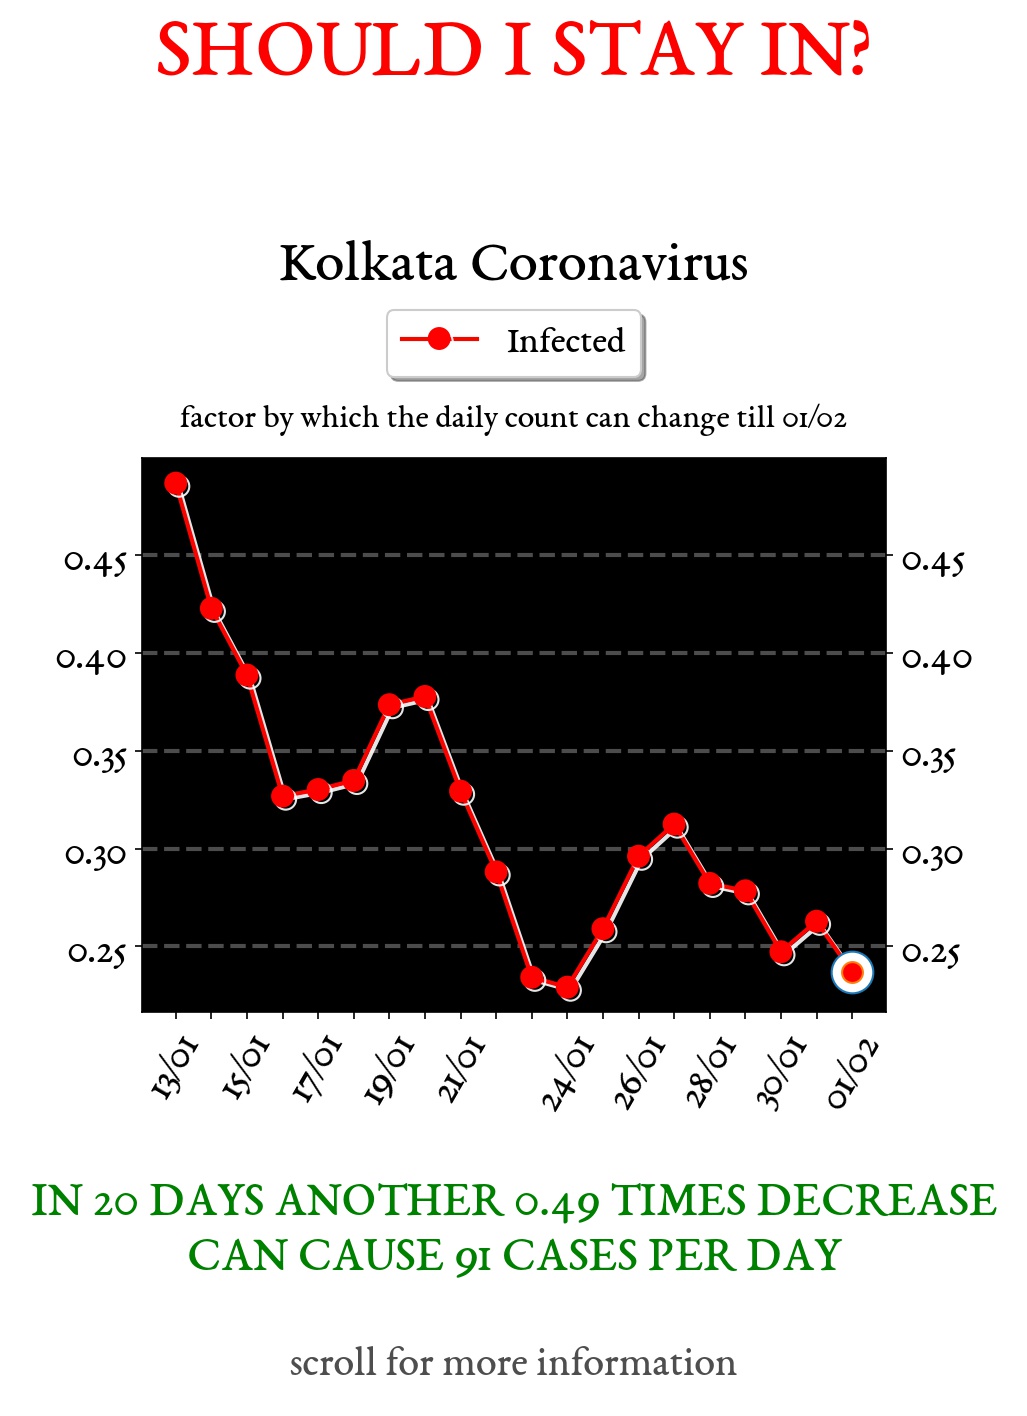 SHOULD I STAY IN?
Kolkata Coronavirus
Infected
factor by which the daily count can change till 01/02
0.45 0.45
0.40 0.40
0.35 0.35
0.30 0.30
0.25 0.25
13/01 15/01 17/01 19/01 21/01 24/01 26/01 28/01 30/01 01/02
IN 20 DAYS ANOTHER 0.49 TIMES DECREASE
CAN CAUSE 91 CASES PER DAY
scroll for more information